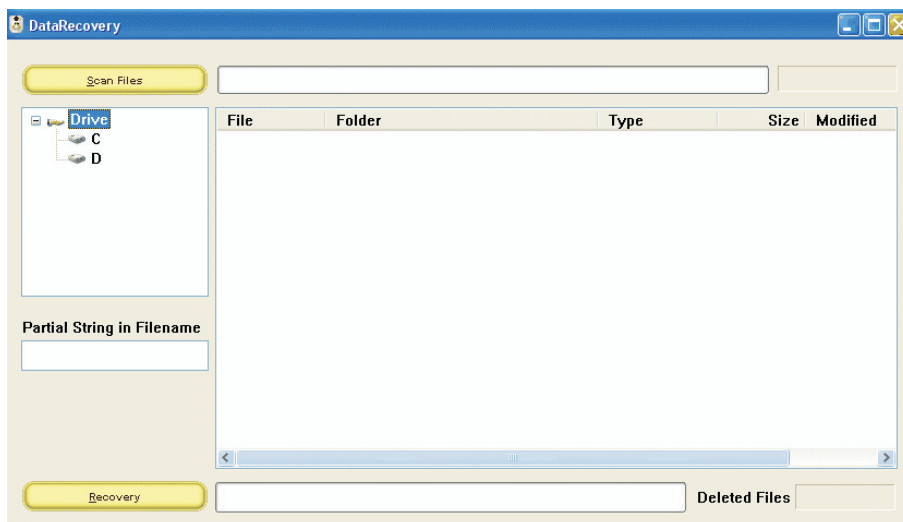 DataRecovery
Scan Files
Drive
C
D
File Folder Type Size Modified
Partial String in Filename
Recovery
Deleted Files